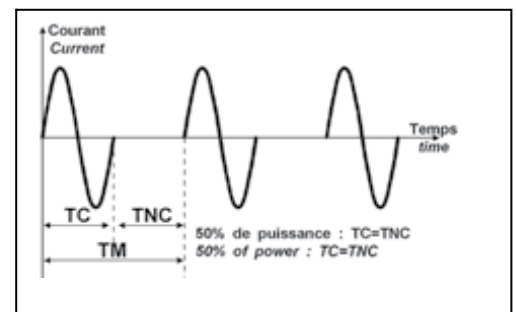 Courant
Current
Temps
time
TC TNC
TM
50% de puissance : TC=TNC
50% of power : TC=TNC